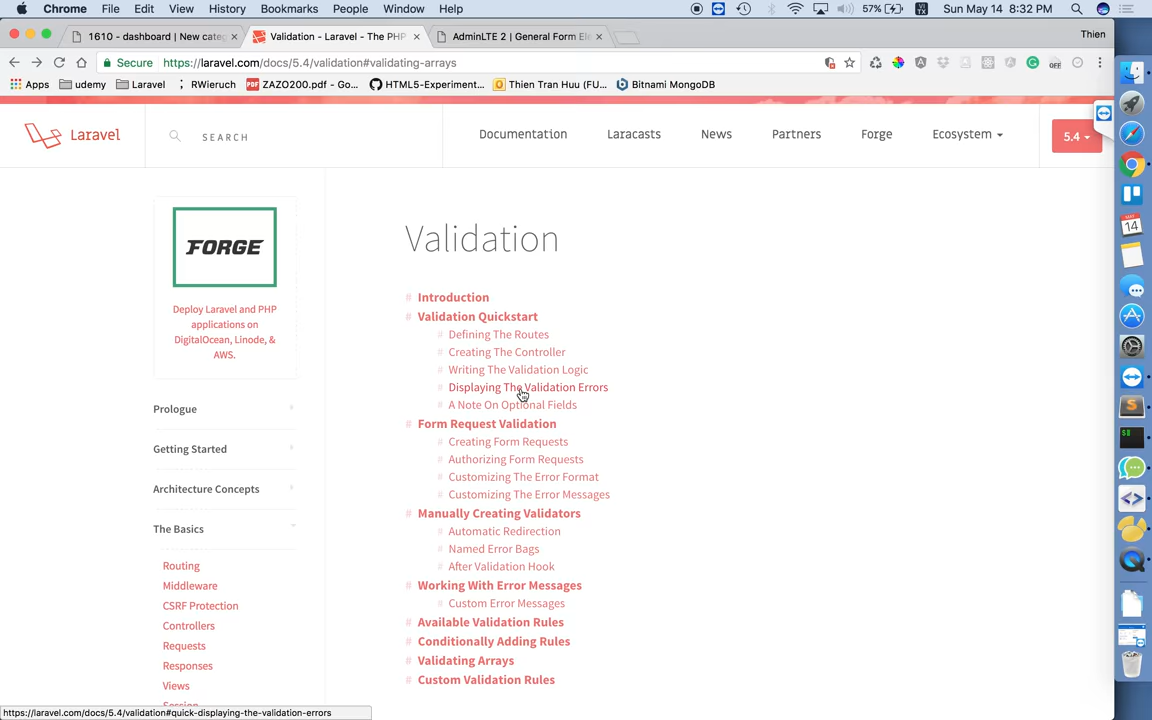 Chrome File Edit View History Bookmarks People Window Help 57% Sun May 14 8:32 PM
1610 - dashboard | New categ Validation - Laravel - The PHP AdminLTE 2 | General Form Ele Thien
Secure https://laravel.com/docs/5.4/validation#validating-arrays
Apps udemy Laravel RWieruch ZAZO200.pdf - Go... HTML5-Experiment... Thien Tran Huu (FU... Bitnami MongoDB
Laravel SEARCH Documentation Laracasts News Partners Forge Ecosystem 5.4
FORGE
Deploy Laravel and PHP
applications on
DigitalOcean, Linode, &
AWS.
Prologue
Getting Started
Architecture Concepts
The Basics
Routing
Middleware
CSRF Protection
Controllers
Requests
Responses
Views
Session
Validation
# Introduction
# Validation Quickstart
# Defining The Routes
# Creating The Controller
# Writing The Validation Logic
# Displaying The Validation Errors
# A Note On Optional Fields
# Form Request Validation
# Creating Form Requests
# Authorizing Form Requests
# Customizing The Error Format
# Customizing The Error Messages
# Manually Creating Validators
# Automatic Redirection
# Named Error Bags
# After Validation Hook
# Working With Error Messages
# Custom Error Messages
# Available Validation Rules
# Conditionally Adding Rules
# Validating Arrays
# Custom Validation Rules
https://laravel.com/docs/5.4/validation#quick-displaying-the-validation-errors